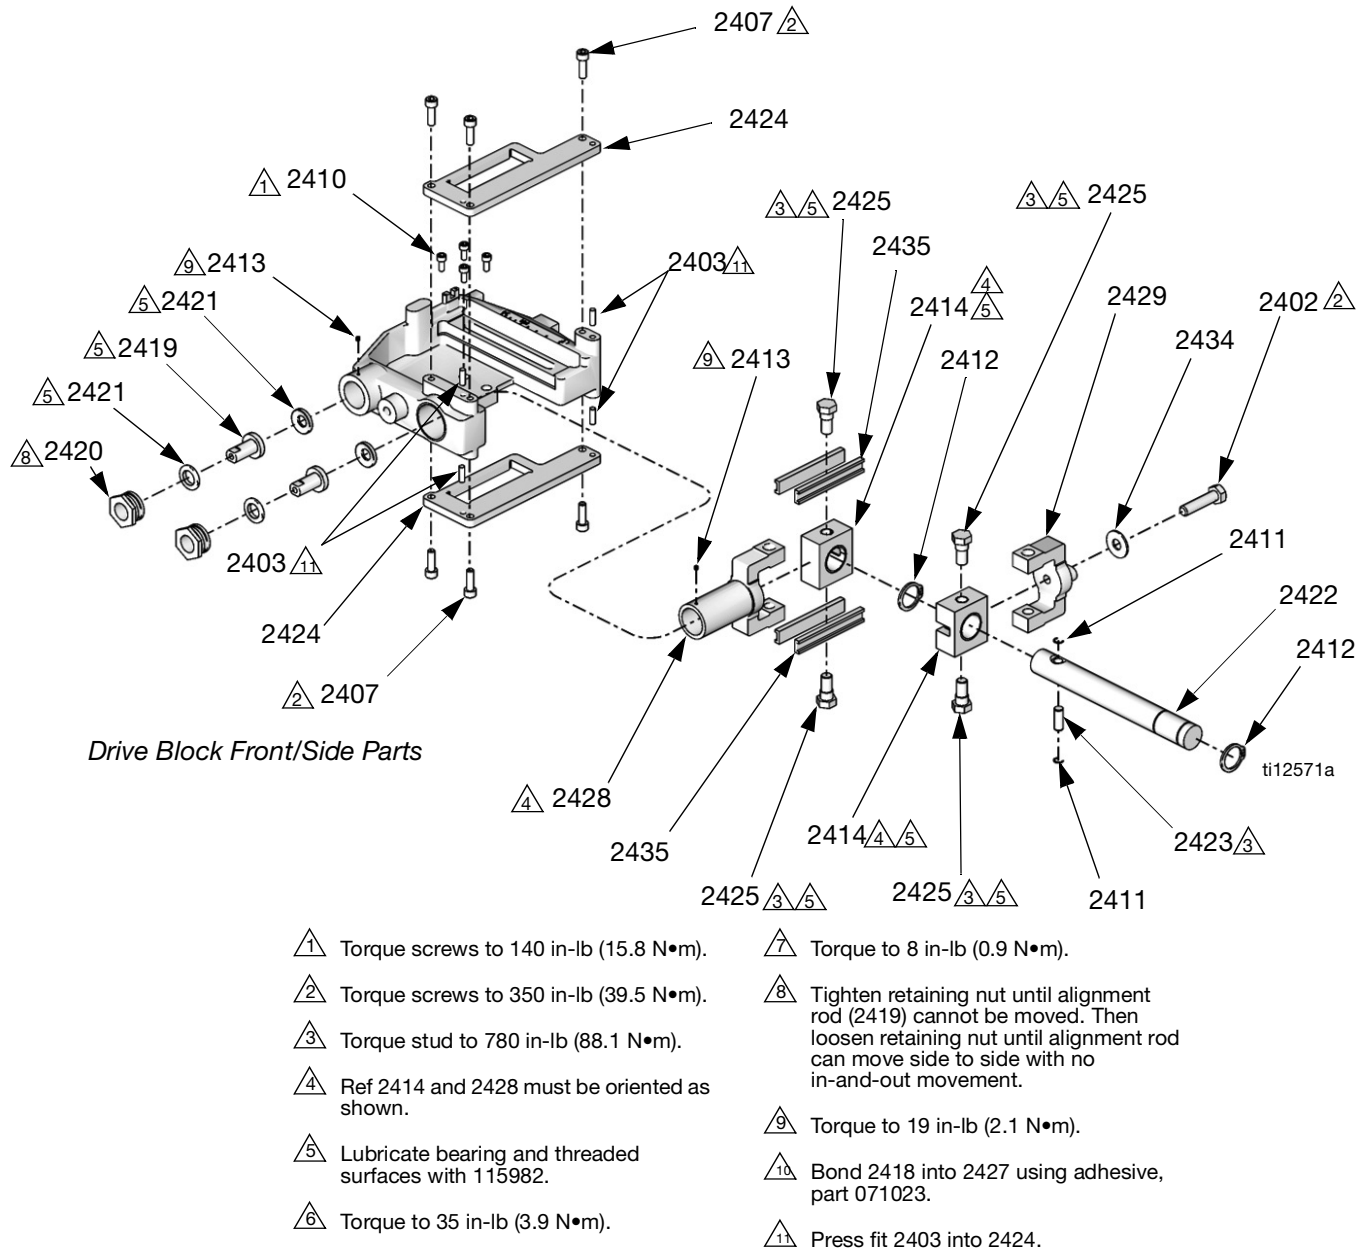 2407 2
2424
1 2410
3 5 2425
3 5 2425
2435
9 2413
2403 11
4
5 2421
2414 5
2429
2402 2
5 2419
9 2413
2412
2434
5 2421
8 2420
2411
2403 11
2422
2424
2412
2 2407
Drive Block Front/Side Parts
ti12571a
4 2428
2435
2414 4 5
2423 3
2425 3 5
2425 3 5
2411
1 Torque screws to 140 in-lb (15.8 N•m).
2 Torque screws to 350 in-lb (39.5 N•m).
3 Torque stud to 780 in-lb (88.1 N•m).
4 Ref 2414 and 2428 must be oriented as
shown.
5 Lubricate bearing and threaded
surfaces with 115982.
6 Torque to 35 in-lb (3.9 N•m).
7 Torque to 8 in-lb (0.9 N•m).
8 Tighten retaining nut until alignment
rod (2419) cannot be moved. Then
loosen retaining nut until alignment rod
can move side to side with no
in-and-out movement.
9 Torque to 19 in-lb (2.1 N•m).
10 Bond 2418 into 2427 using adhesive,
part 071023.
11 Press fit 2403 into 2424.